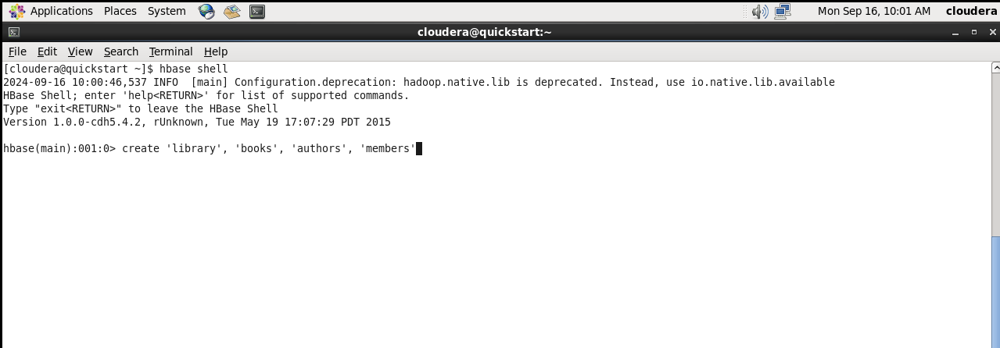 Applications Places System Mon Sep 16, 10:01 AM cloudera
cloudera@quickstart:~
File Edit View Search Terminal Help
[cloudera@quickstart ~]$ hbase shell
2024-09-16 10:00:46,537 INFO  [main] Configuration.deprecation: hadoop.native.lib is deprecated. Instead, use io.native.lib.available
HBase Shell; enter 'help<RETURN>' for list of supported commands.
Type "exit<RETURN>" to leave the HBase Shell
Version 1.0.0-cdh5.4.2, rUnknown, Tue May 19 17:07:29 PDT 2015
hbase(main):001:0> create 'library', 'books', 'authors', 'members'